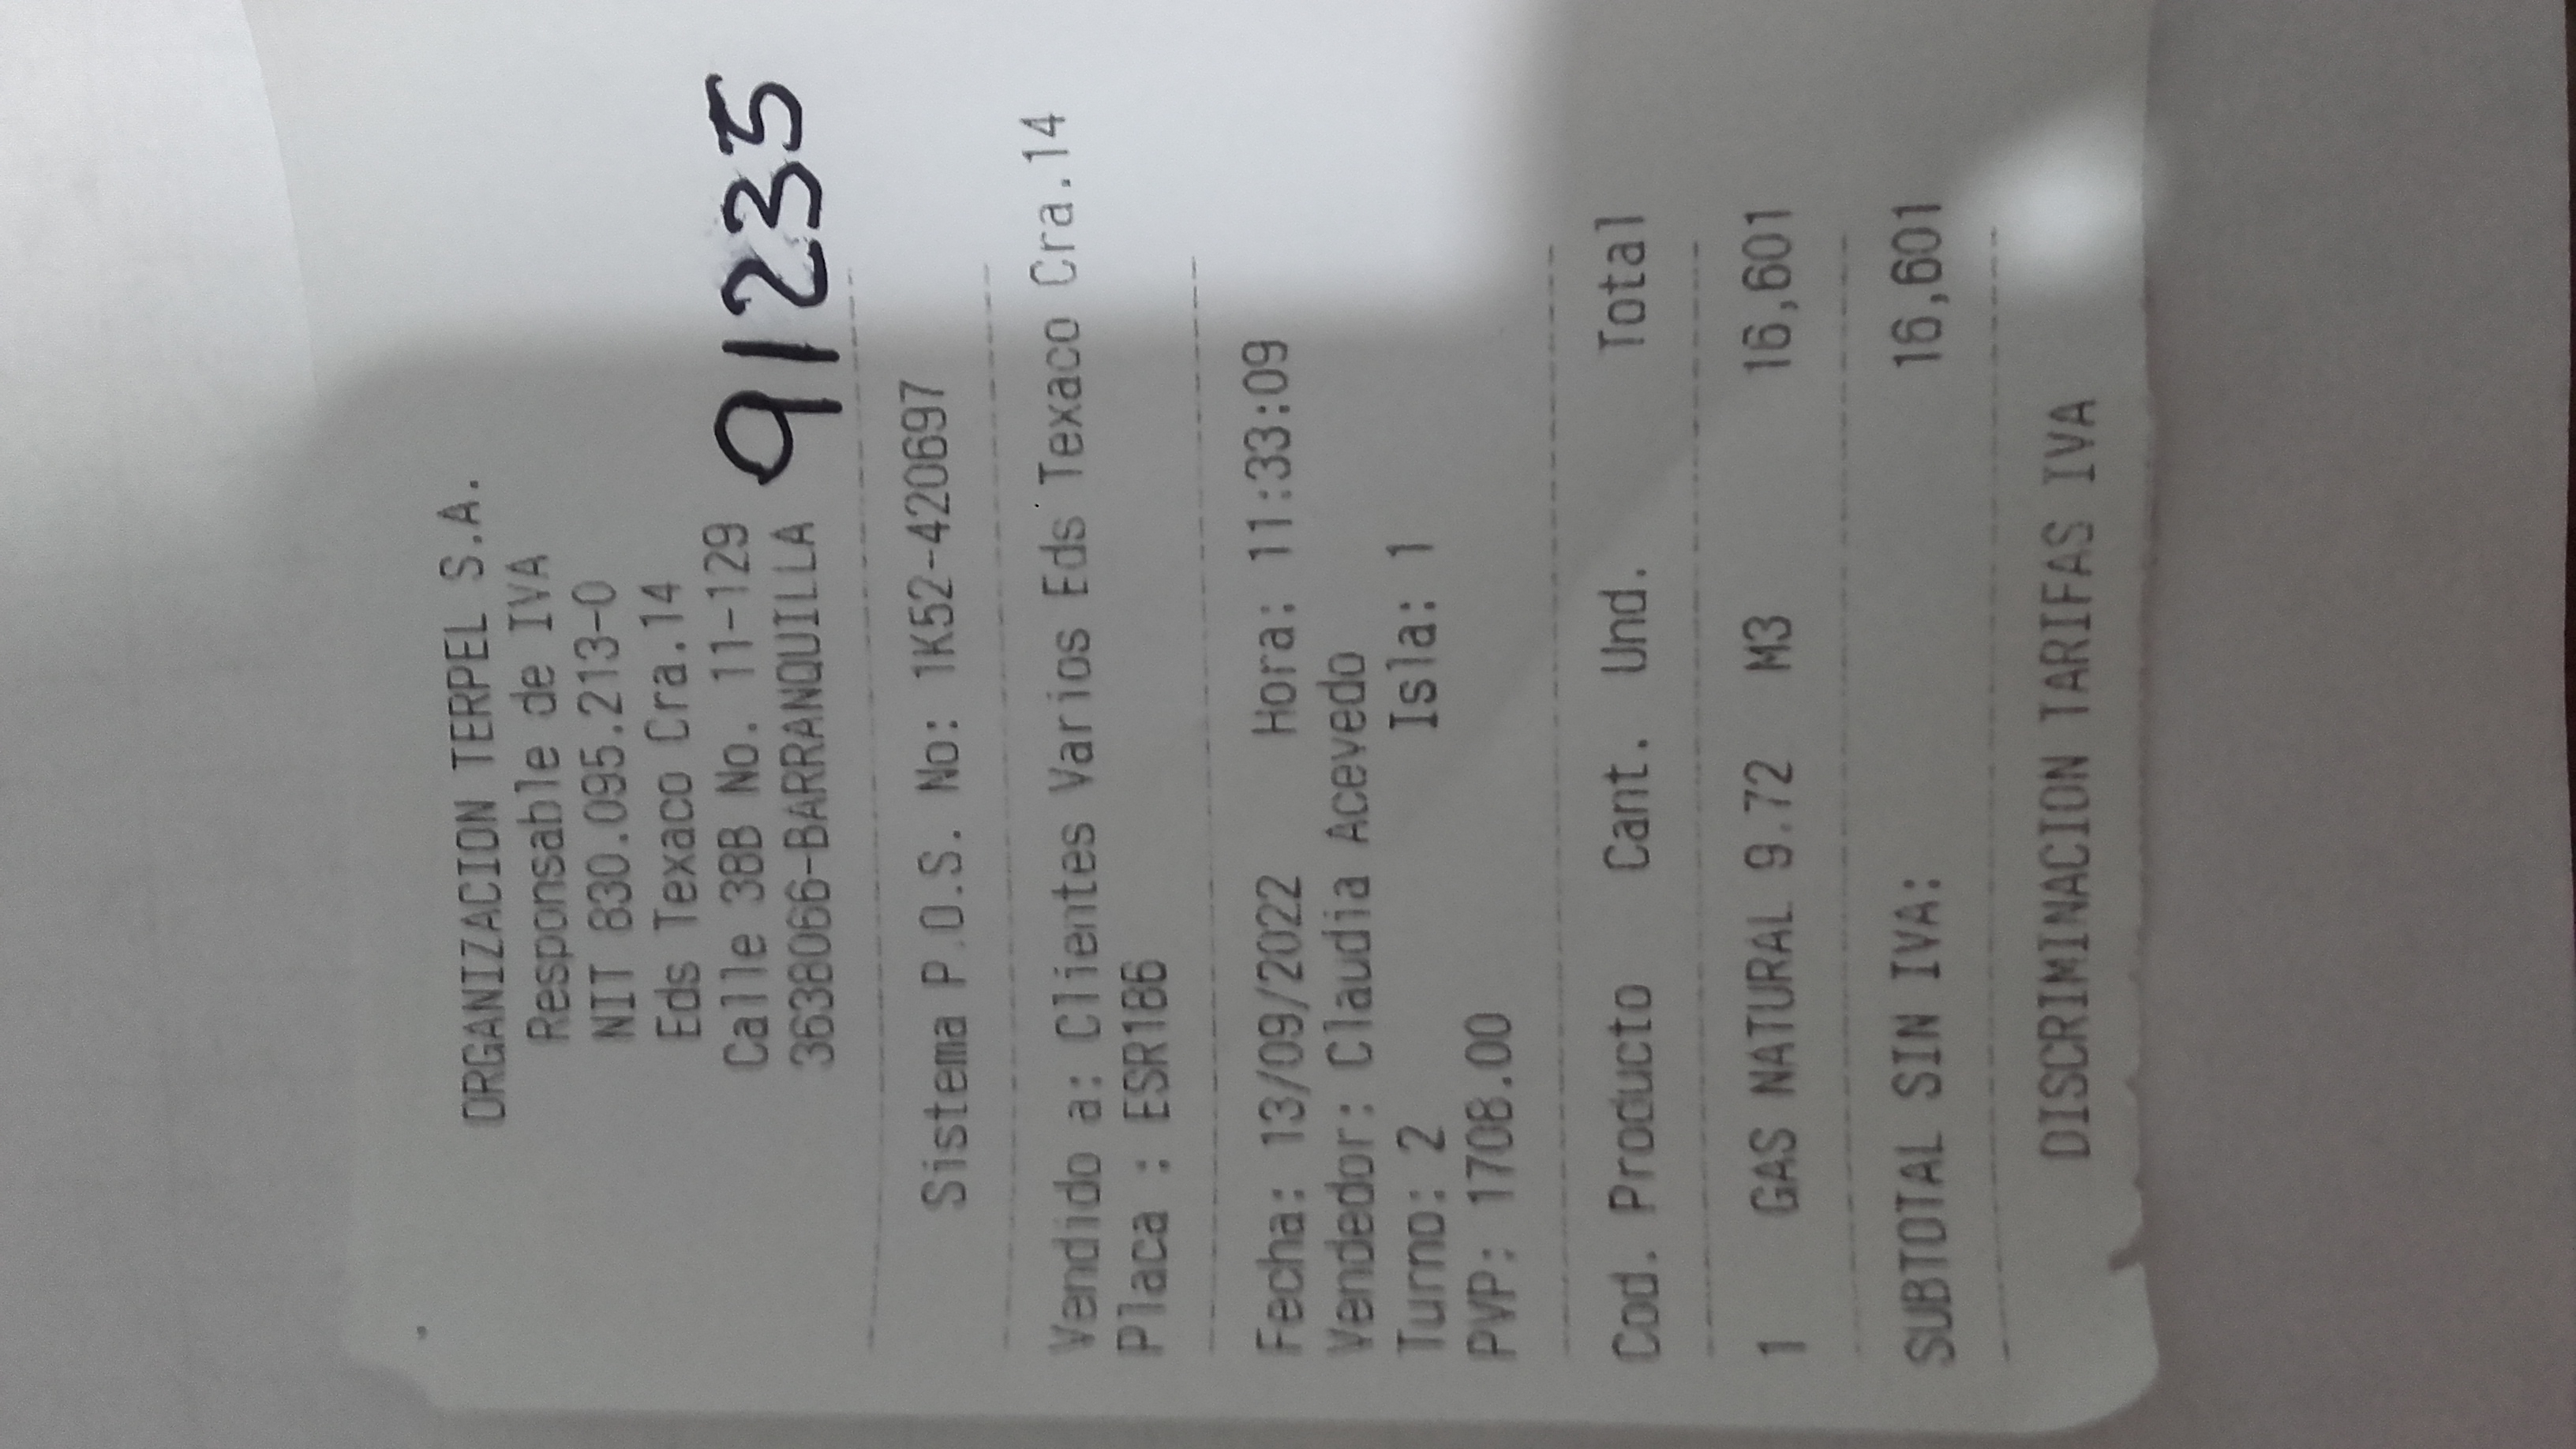 ORGANIZACION TERPEL S.A.
Responsable de IVA
NIT 830.095.213-0
Eds Texaco Cra.14
Calle 38B No. 11-129
3638066-BARRANQUILLA
91235
Sistema P.O.S. No: 1K52-420697
Vendido a: Clientes Varios Eds Texaco Cra.14
Placa : ESR186
Fecha: 13/09/2022 Hora: 11:33:09
Vendedor: Claudia Acevedo
Turno: 2 Isla: 1
PVP: 1708.00
Cod. Producto Cant. Und. Total
1 GAS NATURAL 9.72 M3 16,601
SUBTOTAL SIN IVA: 16,601
DISCRIMINACION TARIFAS IVA